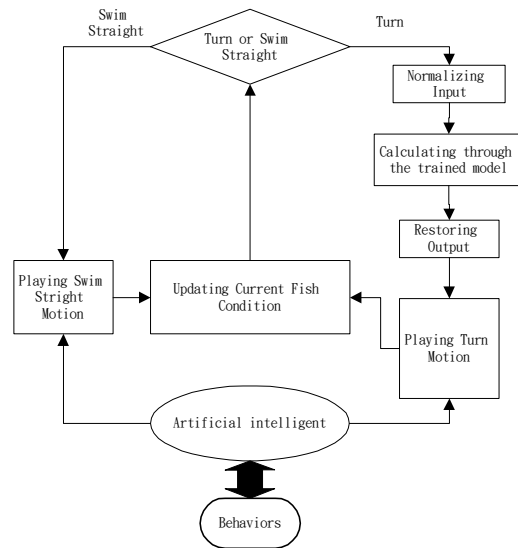 Swim
Straight
Turn or Swim
Straight
Turn
Normalizing
Input
Calculating through
the trained model
Restoring
Output
Playing Swim
Stright
Motion
Updating Current Fish
Condition
Playing Turn
Motion
Artificial intelligent
Behaviors